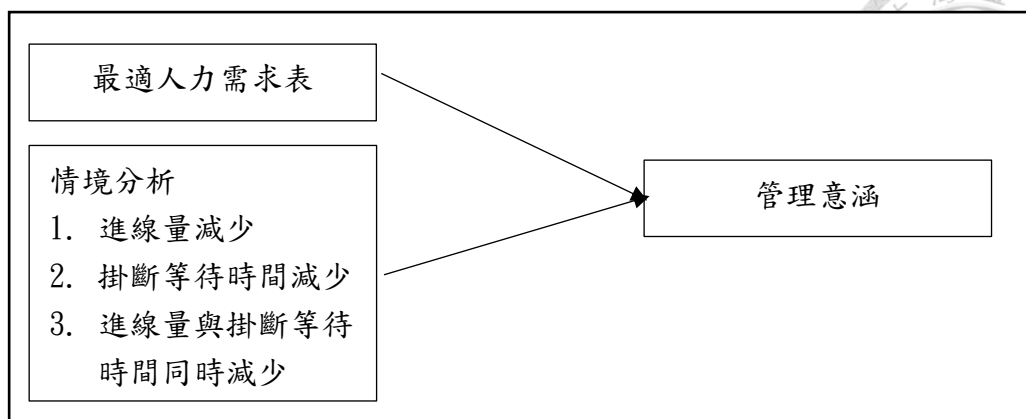 最適人力需求表
情境分析
1. 進線量減少
2. 掛斷等待時間減少
3. 進線量與掛斷等待
時間同時減少
管理意涵